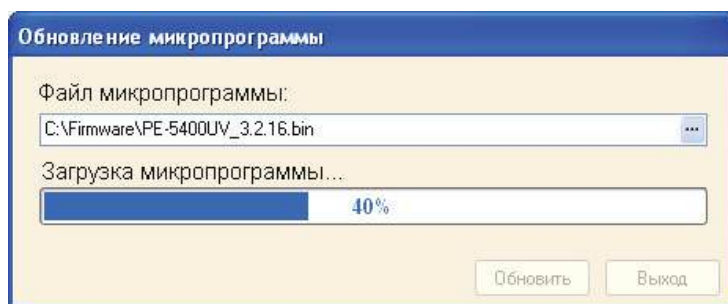 Обновление микропрограммы
Файл микропрограммы:
C:\Firmware\PE-5400UV_3.2.16.bin
...
Загрузка микропрограммы...
40%
Обновить Выход